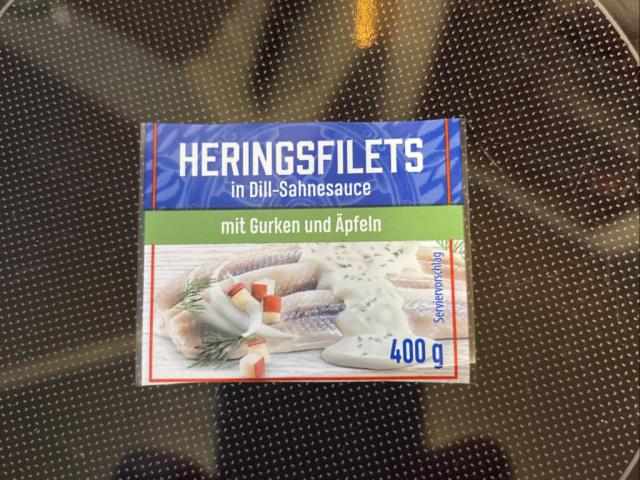 HERINGSFILETS
in Dill-Sahnesauce
mit Gurken und Äpfeln
Serviervorschlag
400 g